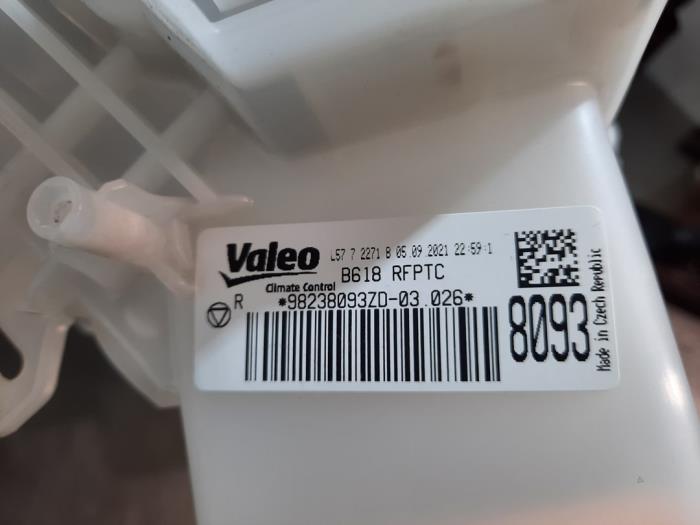 Valeo L57 7 2271 8 05.09 2021 22:59:1
Climate Control B618 RFPTC
R *98238093ZD-03.026*
8093
Made in Czech Republic